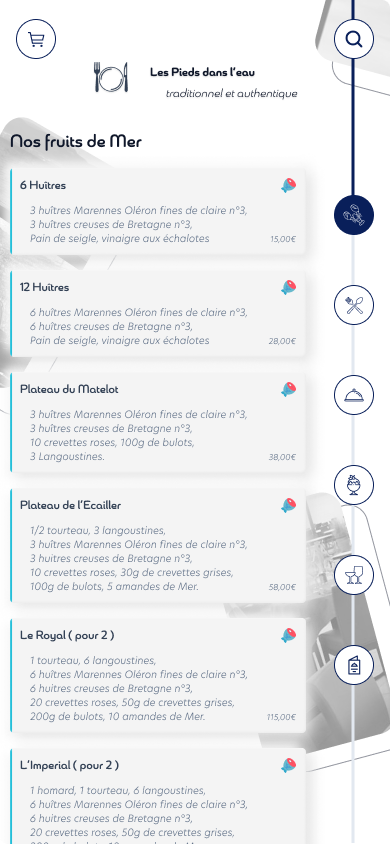 Les Pieds dans l'eau
traditionnel et authentique
Nos fruits de Mer
6 Huîtres
3 huîtres Marennes Oléron fines de claire n°3,
3 huîtres creuses de Bretagne n°3,
Pain de seigle, vinaigre aux échalotes
15,00€
12 Huîtres
6 huîtres Marennes Oléron fines de claire n°3,
6 huîtres creuses de Bretagne n°3,
Pain de seigle, vinaigre aux échalotes
28,00€
Plateau du Matelot
3 huîtres Marennes Oléron fines de claire n°3,
3 huîtres creuses de Bretagne n°3,
10 crevettes roses, 100g de bulots,
3 Langoustines.
38,00€
Plateau de l'Ecailler
1/2 tourteau, 3 langoustines,
3 huîtres Marennes Oléron fines de claire n°3,
3 huitres creuses de Bretagne n°3,
10 crevettes roses, 30g de crevettes grises,
100g de bulots, 5 amandes de Mer.
58,00€
Le Royal ( pour 2 )
1 tourteau, 6 langoustines,
6 huîtres Marennes Oléron fines de claire n°3,
6 huitres creuses de Bretagne n°3,
20 crevettes roses, 50g de crevettes grises,
200g de bulots, 10 amandes de Mer.
115,00€
L'Imperial ( pour 2 )
1 homard, 1 tourteau, 6 langoustines,
6 huîtres Marennes Oléron fines de claire n°3,
6 huitres creuses de Bretagne n°3,
20 crevettes roses, 50g de crevettes grises,